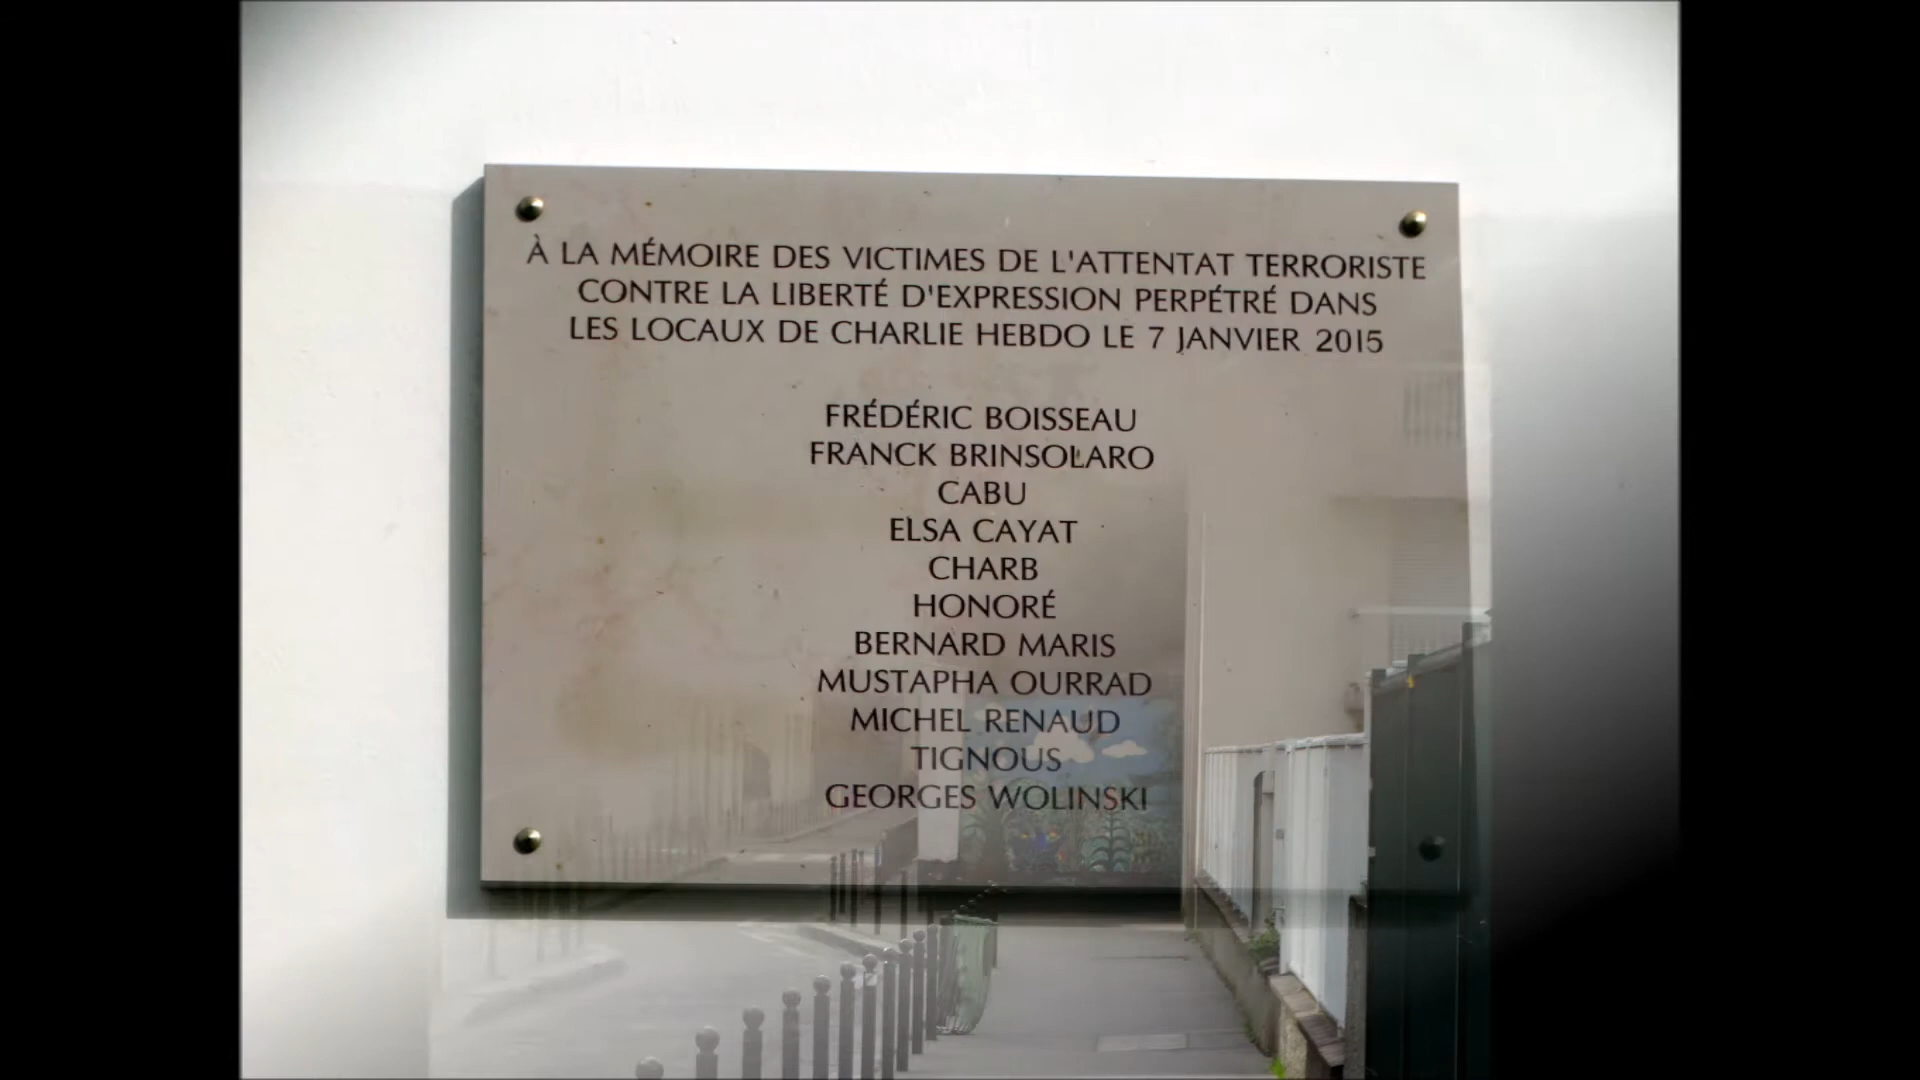 À LA MÉMOIRE DES VICTIMES DE L'ATTENTAT TERRORISTE
CONTRE LA LIBERTÉ D'EXPRESSION PERPÉTRÉ DANS
LES LOCAUX DE CHARLIE HEBDO LE 7 JANVIER 2015
FRÉDÉRIC BOISSEAU
FRANCK BRINSOLARO
CABU
ELSA CAYAT
CHARB
HONORÉ
BERNARD MARIS
MUSTAPHA OURRAD
MICHEL RENAUD
TIGNOUS
GEORGES WOLINSKI